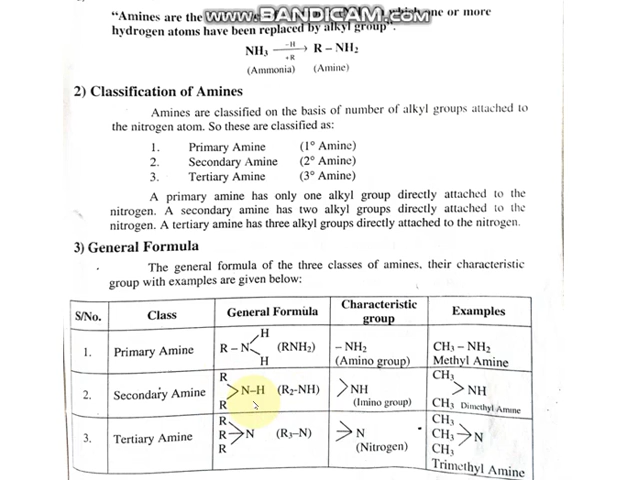 www.BANDICAM.com
"Amines are the one or more
hydrogen atoms have been replaced by alkyl group".
NH₃ —H +R → R – NH₂
(Ammonia) (Amine)
2) Classification of Amines
Amines are classified on the basis of number of alkyl groups attached to
the nitrogen atom. So these are classified as:
1. Primary Amine (1° Amine)
2. Secondary Amine (2° Amine)
3. Tertiary Amine (3° Amine)
A primary amine has only one alkyl group directly attached to the
nitrogen. A secondary amine has two alkyl groups directly attached to the
nitrogen. A tertiary amine has three alkyl groups directly attached to the nitrogen.
3) General Formula
The general formula of the three classes of amines, their characteristic
group with examples are given below:
S/No. Class General Formula Characteristic group Examples
1. Primary Amine R – N H H (RNH₂) – NH₂ (Amino group) CH₃ – NH₂ Methyl Amine
2. Secondary Amine R R N–H (R₂-NH) NH (Imino group) CH₃ CH₃ NH Dimethyl Amine
3. Tertiary Amine R R R N (R₃–N) N (Nitrogen) CH₃ CH₃ CH₃ N Trimethyl Amine